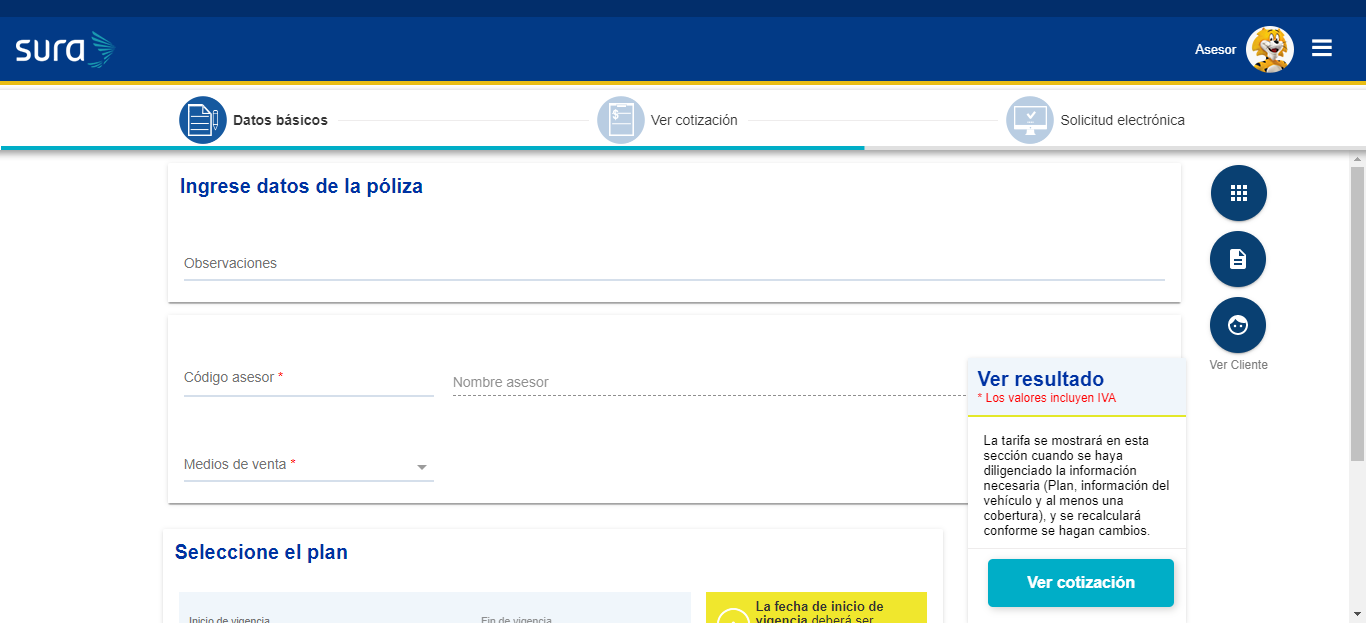 sura
Asesor
Datos básicos
Ver cotización
Solicitud electrónica
Ingrese datos de la póliza
Observaciones
Código asesor *
Nombre asesor
Medios de venta *
Ver Cliente
Ver resultado
* Los valores incluyen IVA
La tarifa se mostrará en esta
sección cuando se haya
diligenciado la información
necesaria (Plan, información del
vehículo y al menos una
cobertura), y se recalculará
conforme se hagan cambios.
Ver cotización
Seleccione el plan
Inicio de vigencia
Fin de vigencia
La fecha de inicio de
vigencia deberá ser